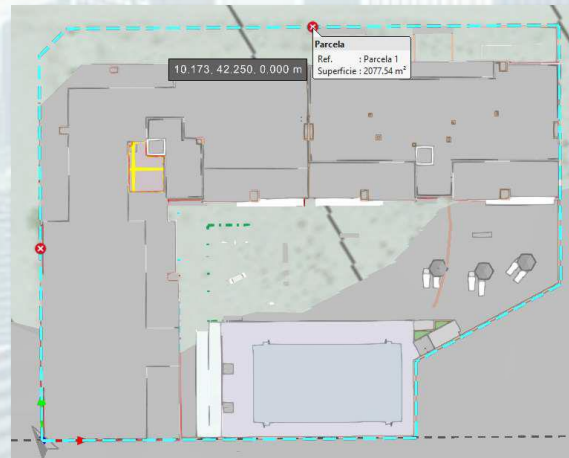 Parcela
Ref. : Parcela 1
10.173, 42.250, 0.000 m
Superficie : 2077.54 m²